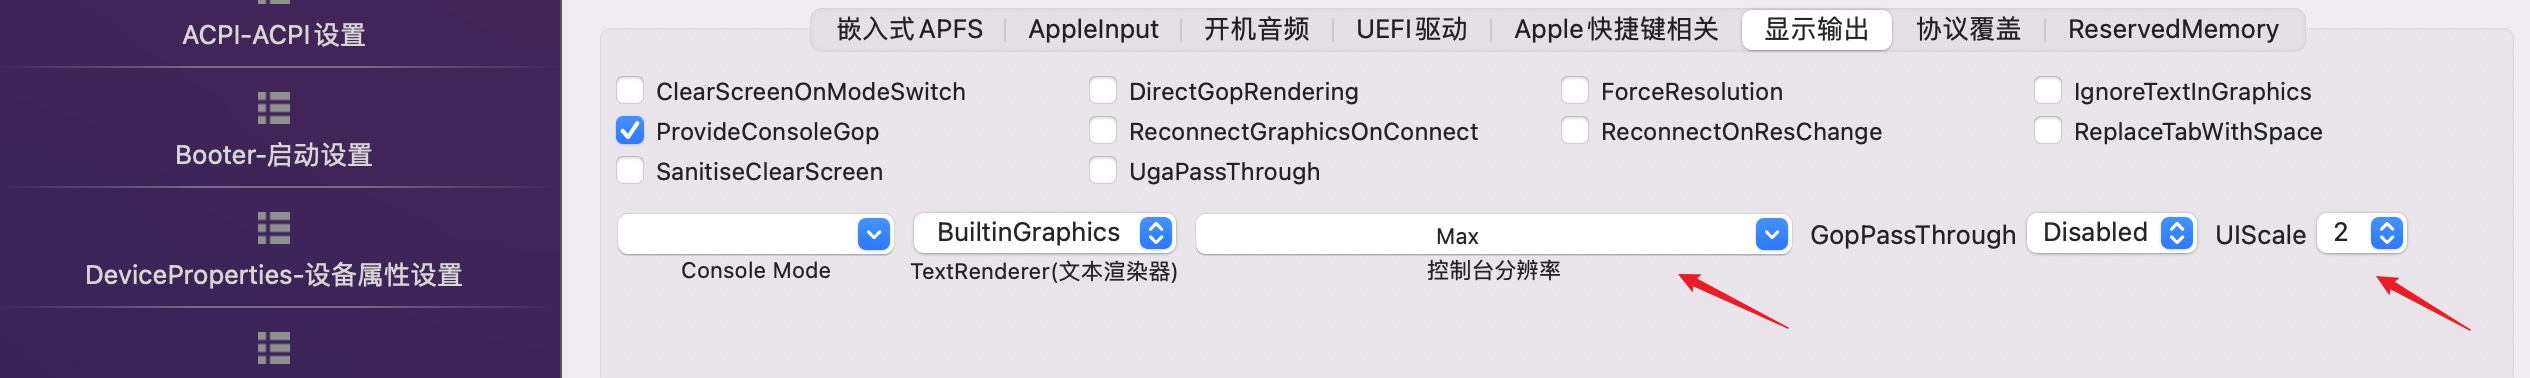 ACPI-ACPI设置
Booter-启动设置
DeviceProperties-设备属性设置
嵌入式APFS AppleInput 开机音频 UEFI驱动 Apple快捷键相关 显示输出 协议覆盖 ReservedMemory
ClearScreenOnModeSwitch DirectGopRendering ForceResolution IgnoreTextInGraphics
ProvideConsoleGop ReconnectGraphicsOnConnect ReconnectOnResChange ReplaceTabWithSpace
SanitiseClearScreen UgaPassThrough
BuiltinGraphics Max GopPassThrough Disabled UIScale 2
Console Mode TextRenderer(文本渲染器) 控制台分辨率